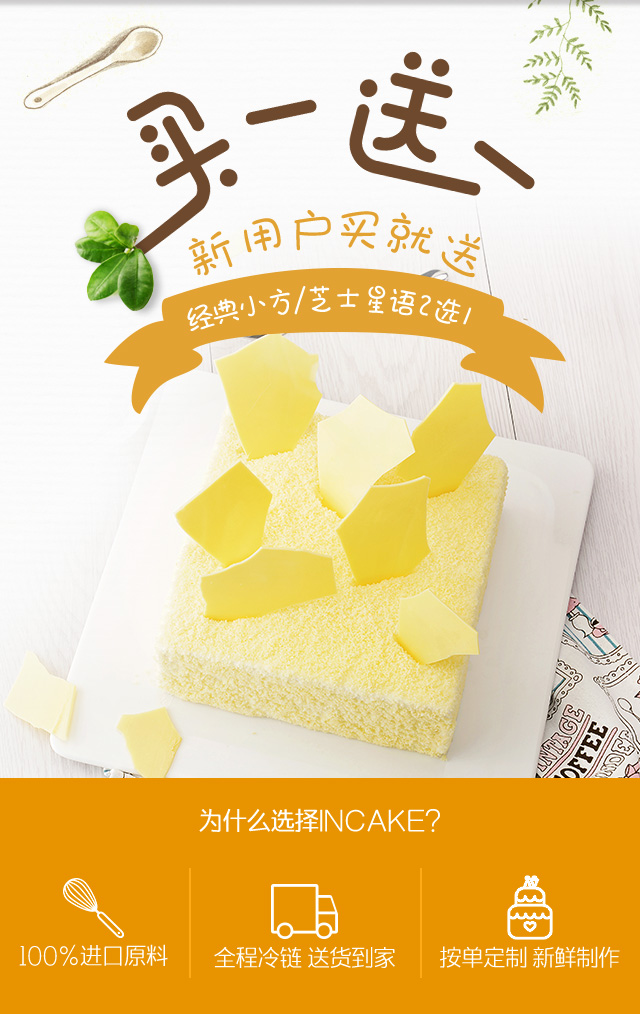 买一送一
新用户买就送
经典小方/芝士星语2选1
VINTAGE
COFFEE
为什么选择INCAKE?
100%进口原料
全程冷链 送货到家
按单定制 新鲜制作